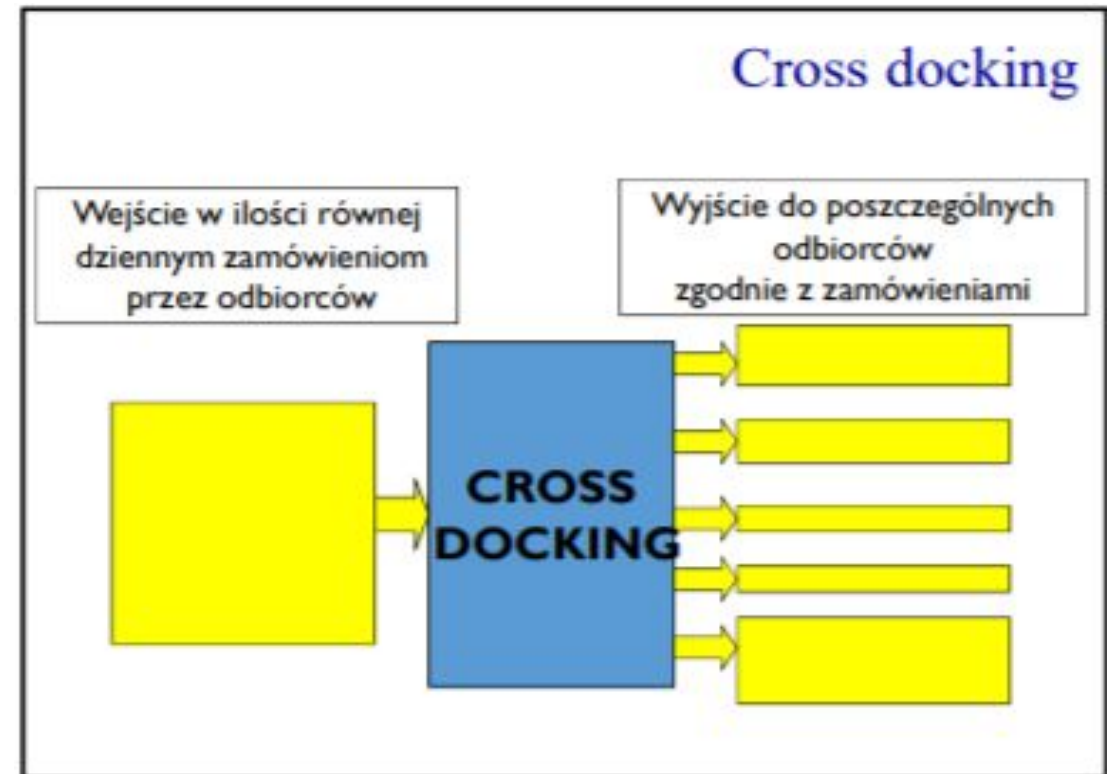 Cross docking
Wejście w ilości równej
dziennym zamówieniom
przez odbiorców
Wyjście do poszczególnych
odbiorców
zgodnie z zamówieniami
CROSS
DOCKING